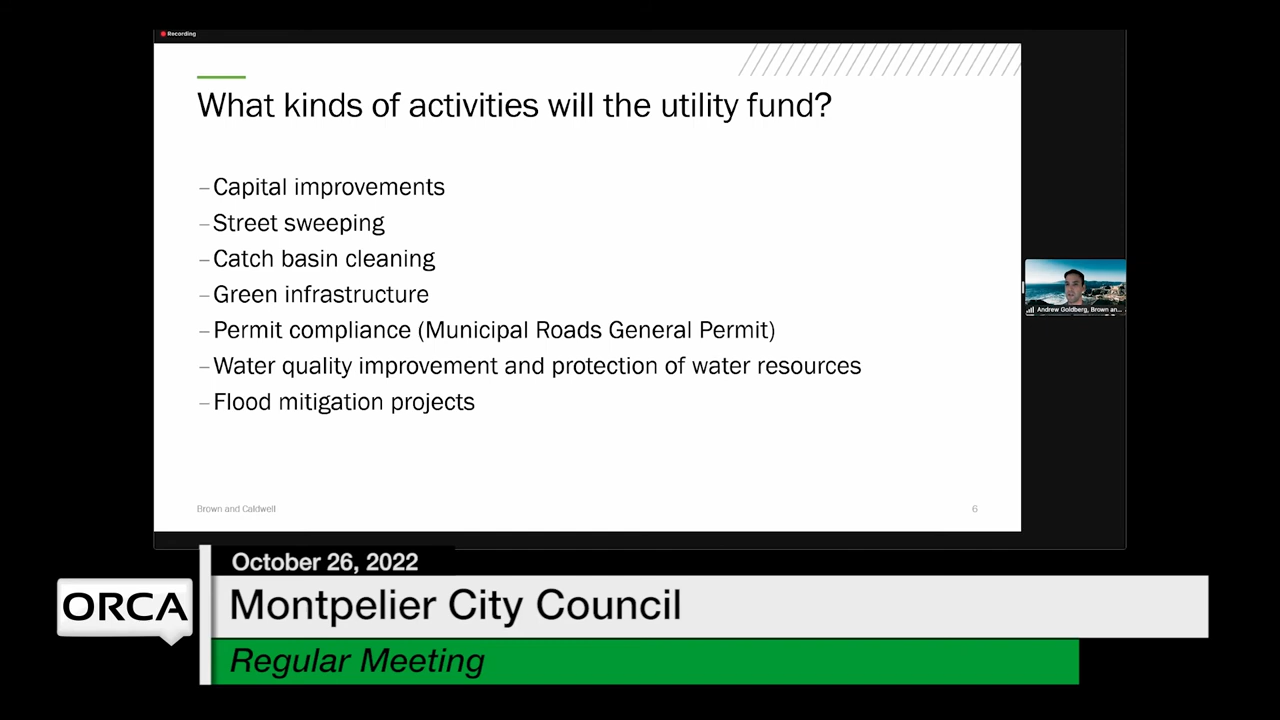 Recording
What kinds of activities will the utility fund?
–Capital improvements
–Street sweeping
–Catch basin cleaning
–Green infrastructure
–Permit compliance (Municipal Roads General Permit)
–Water quality improvement and protection of water resources
–Flood mitigation projects
Andrew Goldberg, Brown an...
Brown and Caldwell
6
October 26, 2022
ORCA
Montpelier City Council
Regular Meeting